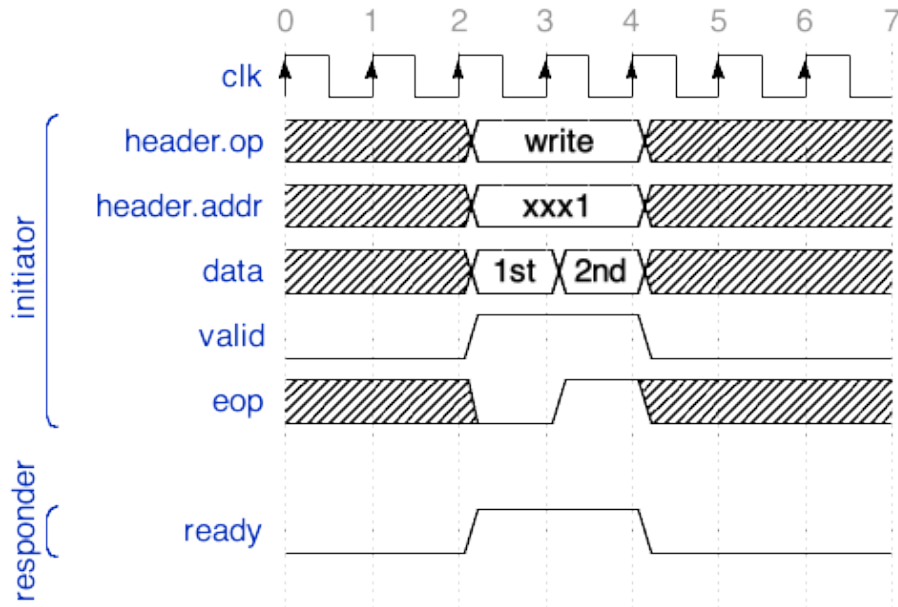 0 1 2 3 4 5 6 7
clk
initiator
header.op write
header.addr xxx1
data 1st 2nd
valid
eop
responder
ready